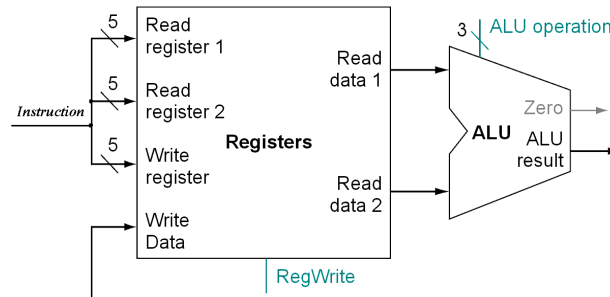 5
Read
register 1
5
Read
register 2
Instruction
5
Write
register
Write
Data
Registers
Read
data 1
Read
data 2
RegWrite
3
ALU operation
Zero
ALU
ALU
result